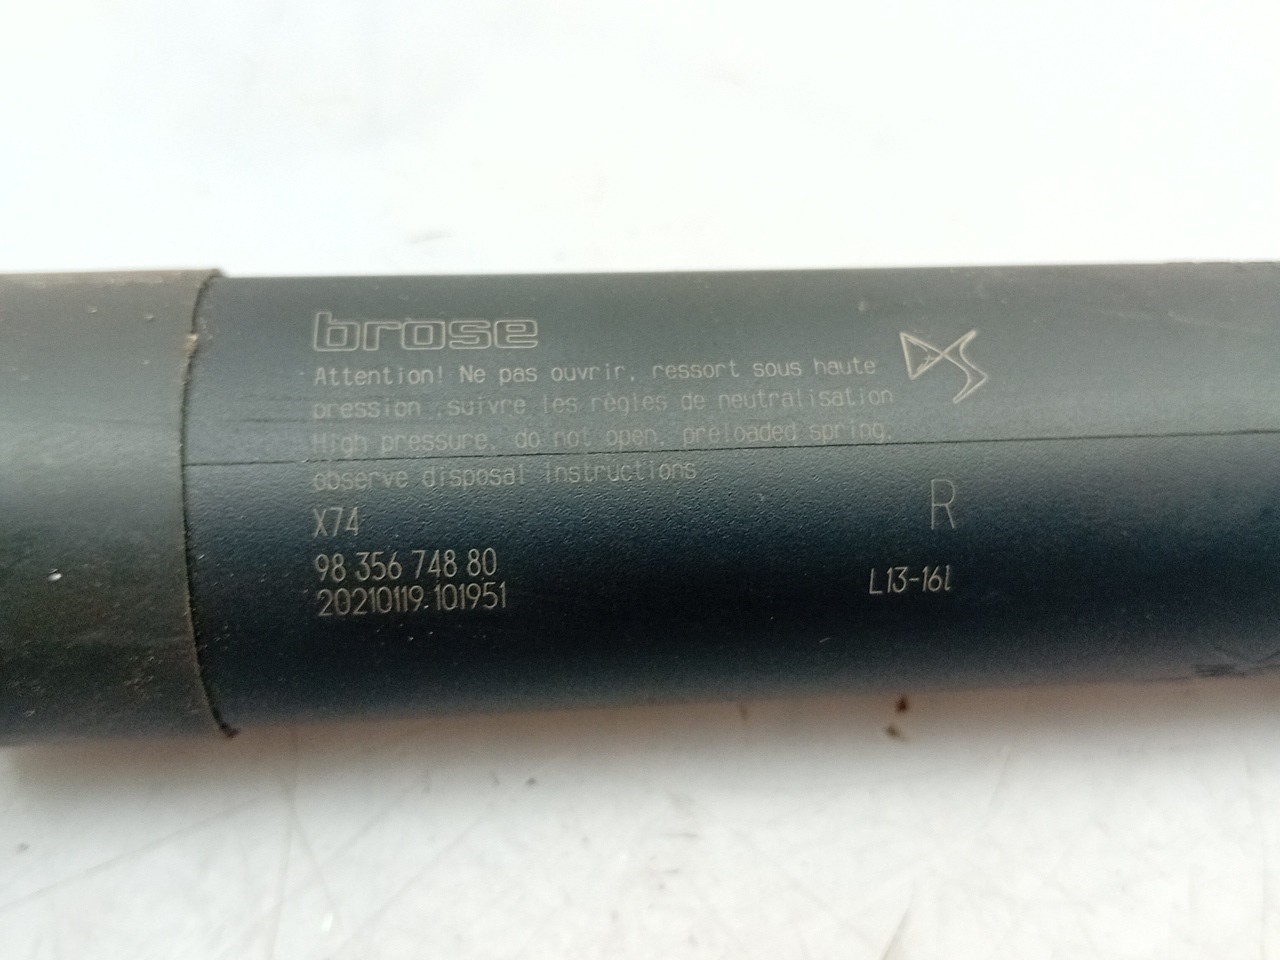 brose
Attention! Ne pas ouvrir, ressort sous haute
pression ,suivre les règles de neutralisation
High pressure, do not open, preloaded spring,
observe disposal instructions
X74
98 356 748 80
20210119-101951
DS
R
L13-16l